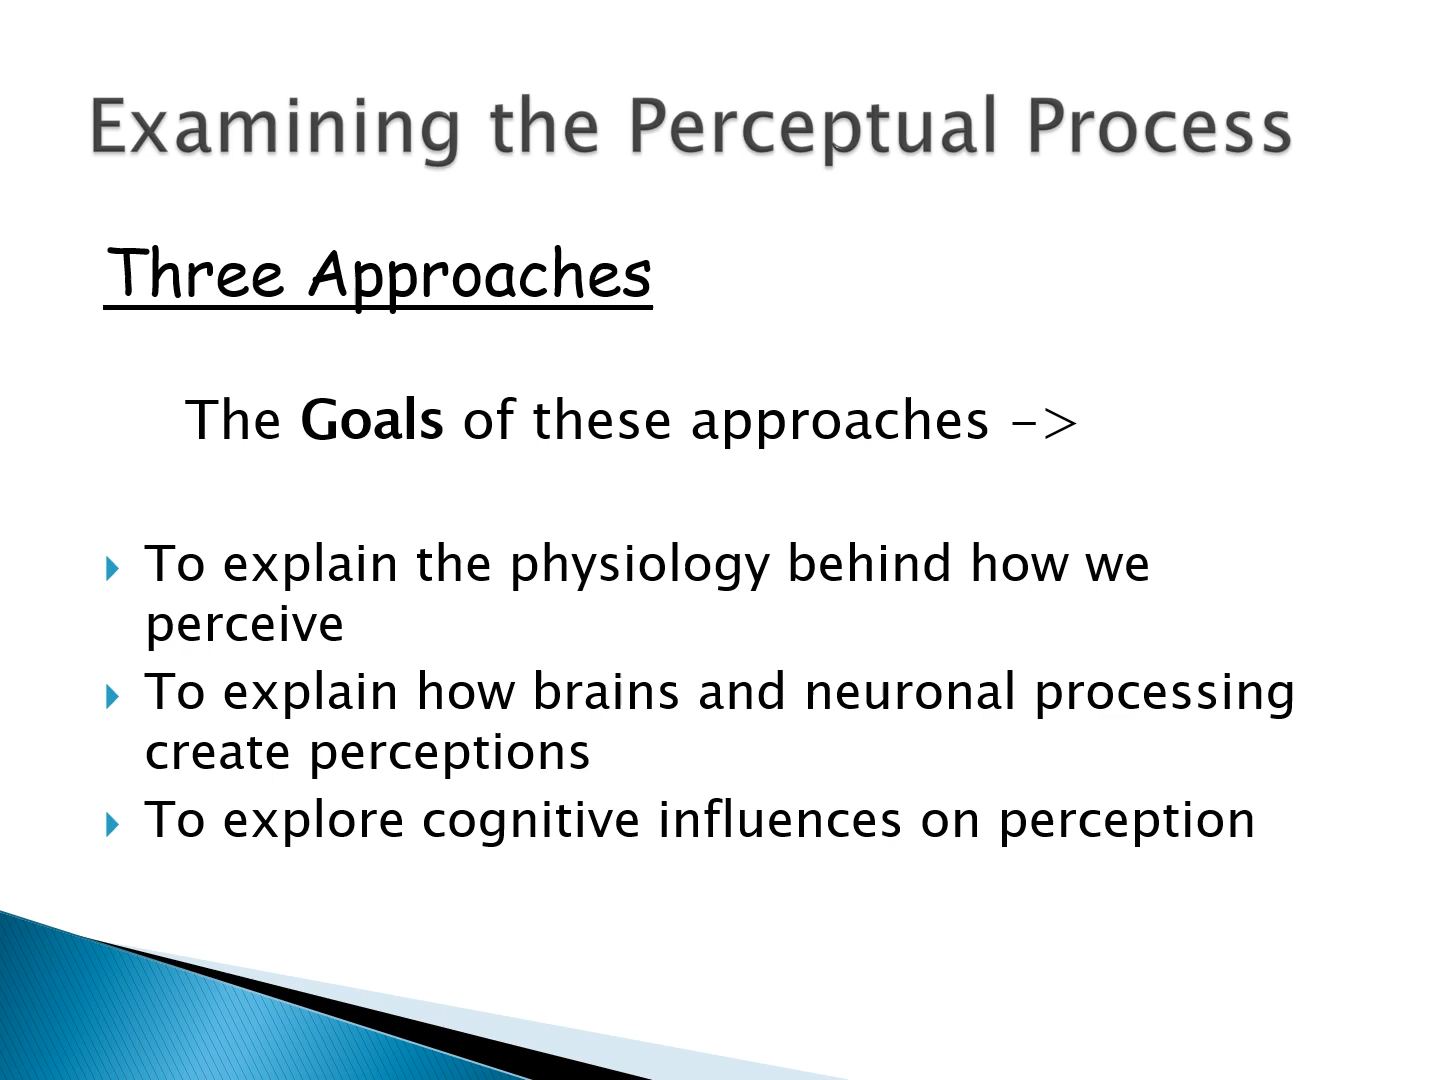 Examining the Perceptual Process
Three Approaches
The Goals of these approaches ->
To explain the physiology behind how we
perceive
To explain how brains and neuronal processing
create perceptions
To explore cognitive influences on perception